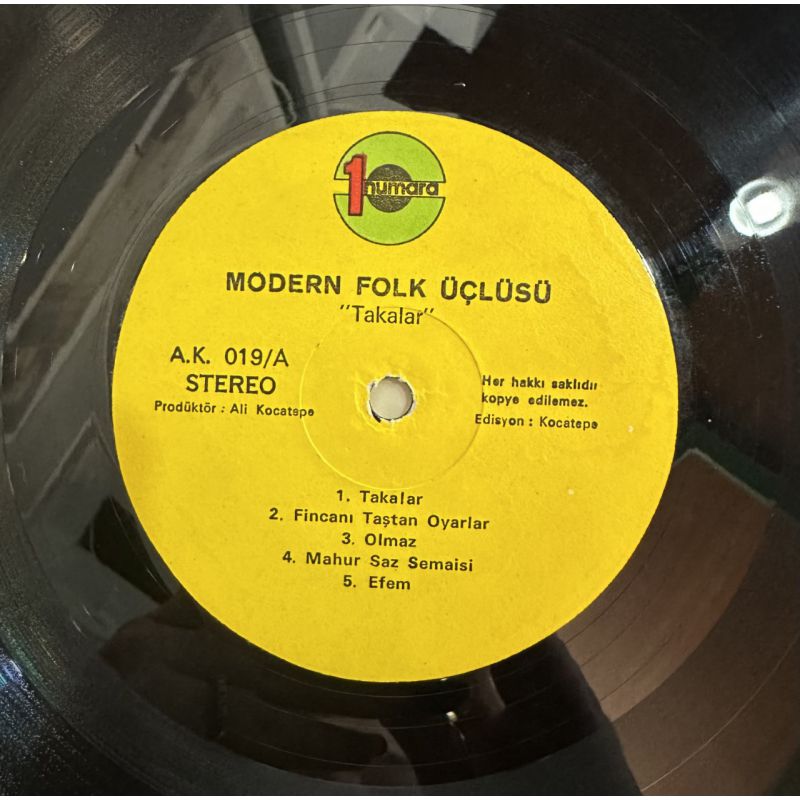 1 numara
MODERN FOLK ÜÇLÜSÜ
"Takalar"
A.K. 019/A
STEREO
Prodüktör : Ali Kocatepe
Her hakkı saklıdır
kopye edilemez.
Edisyon : Kocatepe
1. Takalar
2. Fincanı Taştan Oyarlar
3. Olmaz
4. Mahur Saz Semaisi
5. Efem